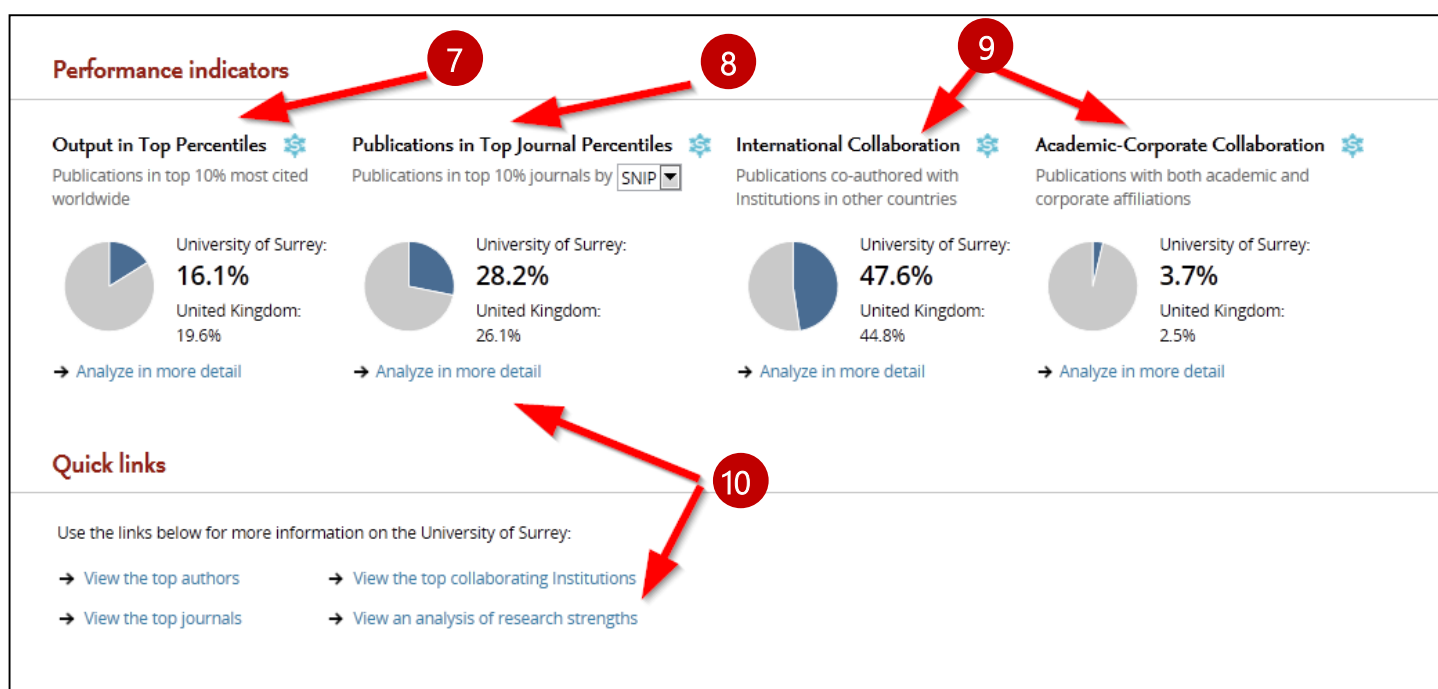 7
8
9
Performance indicators
Output in Top Percentiles
Publications in top 10% most cited
worldwide
University of Surrey:
16.1%
United Kingdom:
19.6%
→ Analyze in more detail
Publications in Top Journal Percentiles
Publications in top 10% journals by SNIP
University of Surrey:
28.2%
United Kingdom:
26.1%
→ Analyze in more detail
International Collaboration
Publications co-authored with
Institutions in other countries
University of Surrey:
47.6%
United Kingdom:
44.8%
→ Analyze in more detail
Academic-Corporate Collaboration
Publications with both academic and
corporate affiliations
University of Surrey:
3.7%
United Kingdom:
2.5%
→ Analyze in more detail
10
Quick links
Use the links below for more information on the University of Surrey:
→ View the top authors
→ View the top collaborating Institutions
→ View the top journals
→ View an analysis of research strengths